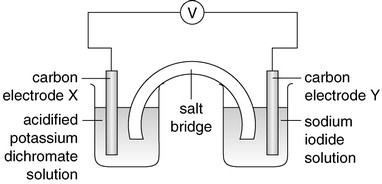 V
carbon
electrode X
acidified
potassium
dichromate
solution
salt
bridge
carbon
electrode Y
sodium
iodide
solution